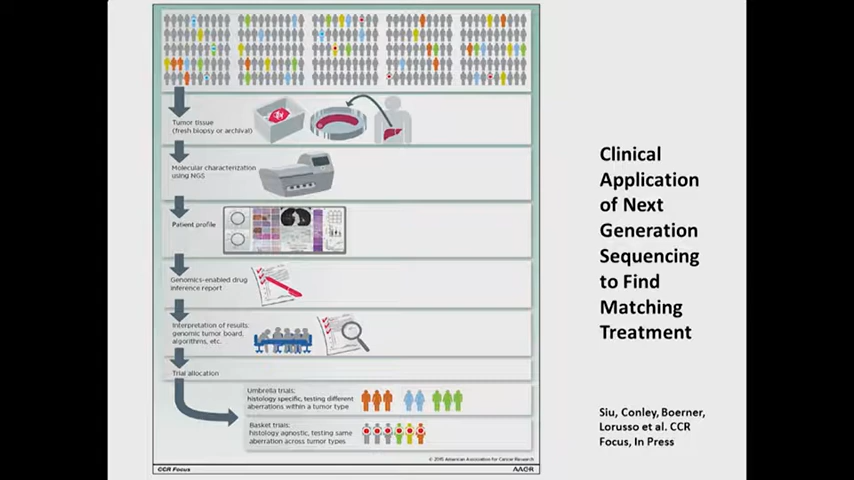 Tumor tissue
(fresh biopsy or archival)
Molecular characterization
using NGS
Patient profile
Genomics-enabled drug
inference report
Interpretation of results:
genomic tumor board,
algorithms, etc.
Trial allocation
Umbrella trials:
histology specific, testing different
aberrations within a tumor type
Basket trials:
histology agnostic, testing same
aberration across tumor types
© 2015 American Association for Cancer Research
CCR Focus
AACR
Clinical
Application
of Next
Generation
Sequencing
to Find
Matching
Treatment
Siu, Conley, Boerner,
Lorusso et al. CCR
Focus, In Press